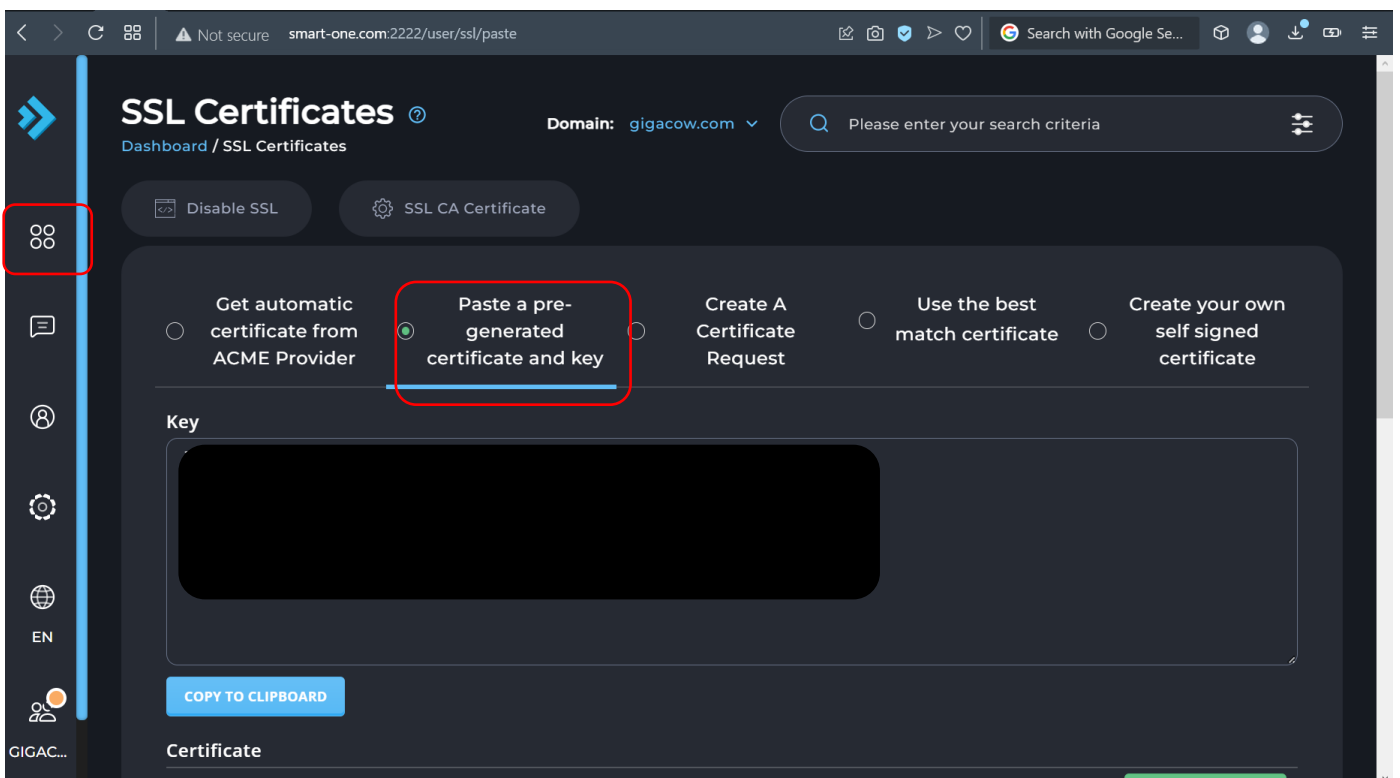 Not secure smart-one.com:2222/user/ssl/paste Search with Google Se...
SSL Certificates
Domain: gigacow.com Please enter your search criteria
Dashboard / SSL Certificates
Disable SSL SSL CA Certificate
Get automatic
certificate from
ACME Provider
Paste a pre-
generated
certificate and key
Create A
Certificate
Request
Use the best
match certificate
Create your own
self signed
certificate
Key
EN
COPY TO CLIPBOARD
GIGAC...
Certificate